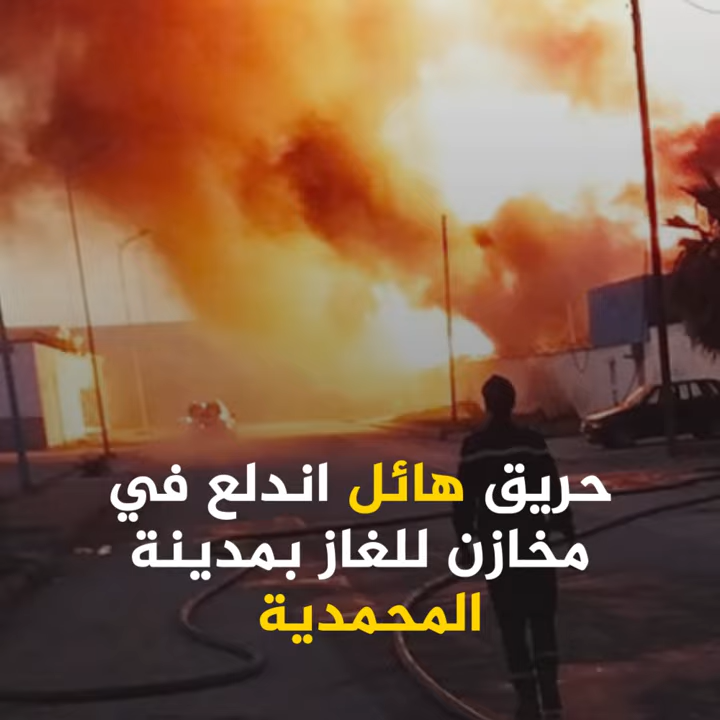 حريق هائل اندلع في
مخازن للغاز بمدينة
المحمدية